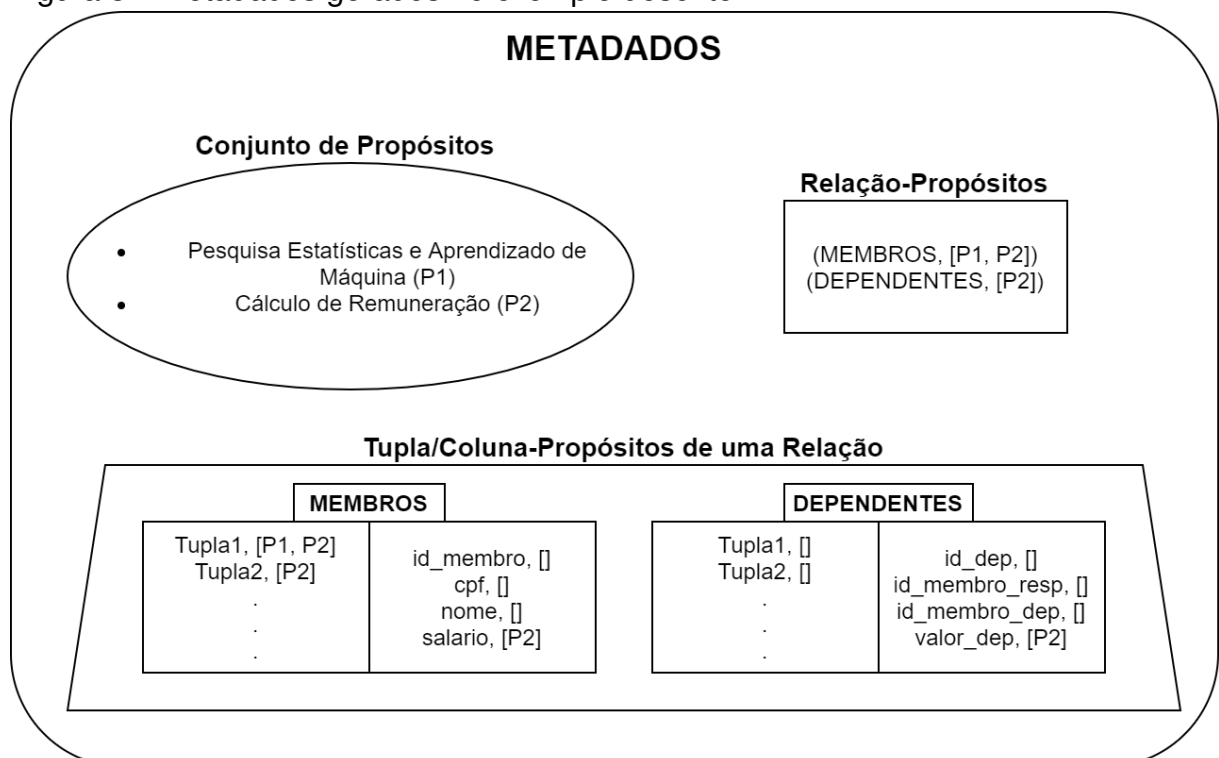 METADADOS
Conjunto de Propósitos
• Pesquisa Estatísticas e Aprendizado de
Máquina (P1)
• Cálculo de Remuneração (P2)
Relação-Propósitos
(MEMBROS, [P1, P2])
(DEPENDENTES, [P2])
Tupla/Coluna-Propósitos de uma Relação
MEMBROS
Tupla1, [P1, P2]
Tupla2, [P2]
.
.
.
id_membro, []
cpf, []
nome, []
salario, [P2]
DEPENDENTES
Tupla1, []
Tupla2, []
.
.
.
id_dep, []
id_membro_resp, []
id_membro_dep, []
valor_dep, [P2]